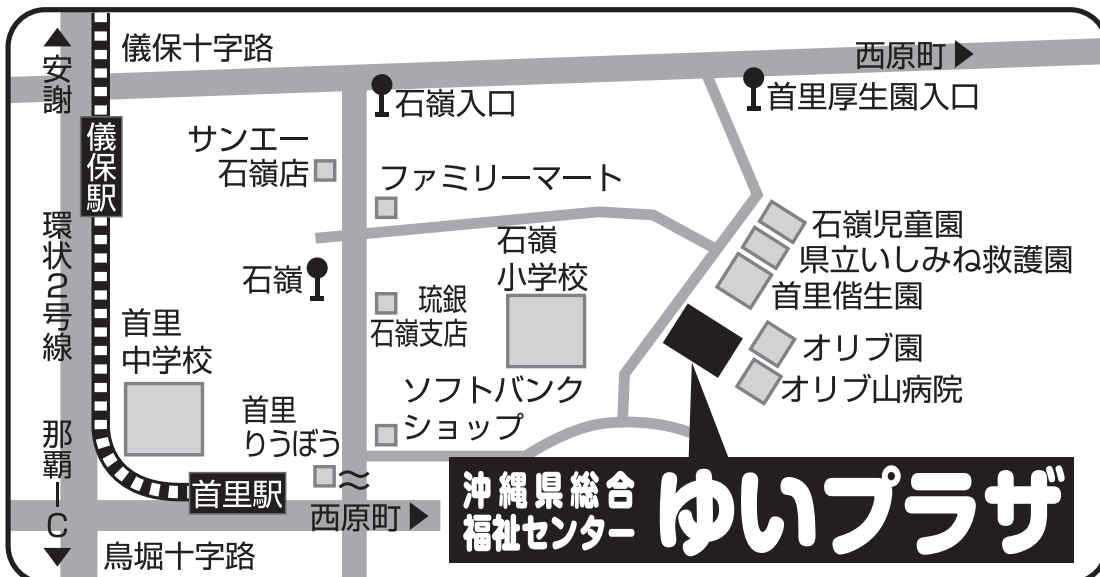 安謝
儀保十字路
西原町
石嶺入口
首里厚生園入口
儀保駅
サンエー
石嶺店
ファミリーマート
環状2号線
石嶺
小学校
石嶺児童園
県立いしみね救護園
首里偕生園
石嶺
琉銀
石嶺支店
首里
中学校
オリブ園
オリブ山病院
ソフトバンク
ショップ
首里
りうぼう
那覇IC
首里駅
西原町
沖縄県総合
福祉センター
ゆいプラザ
鳥堀十字路